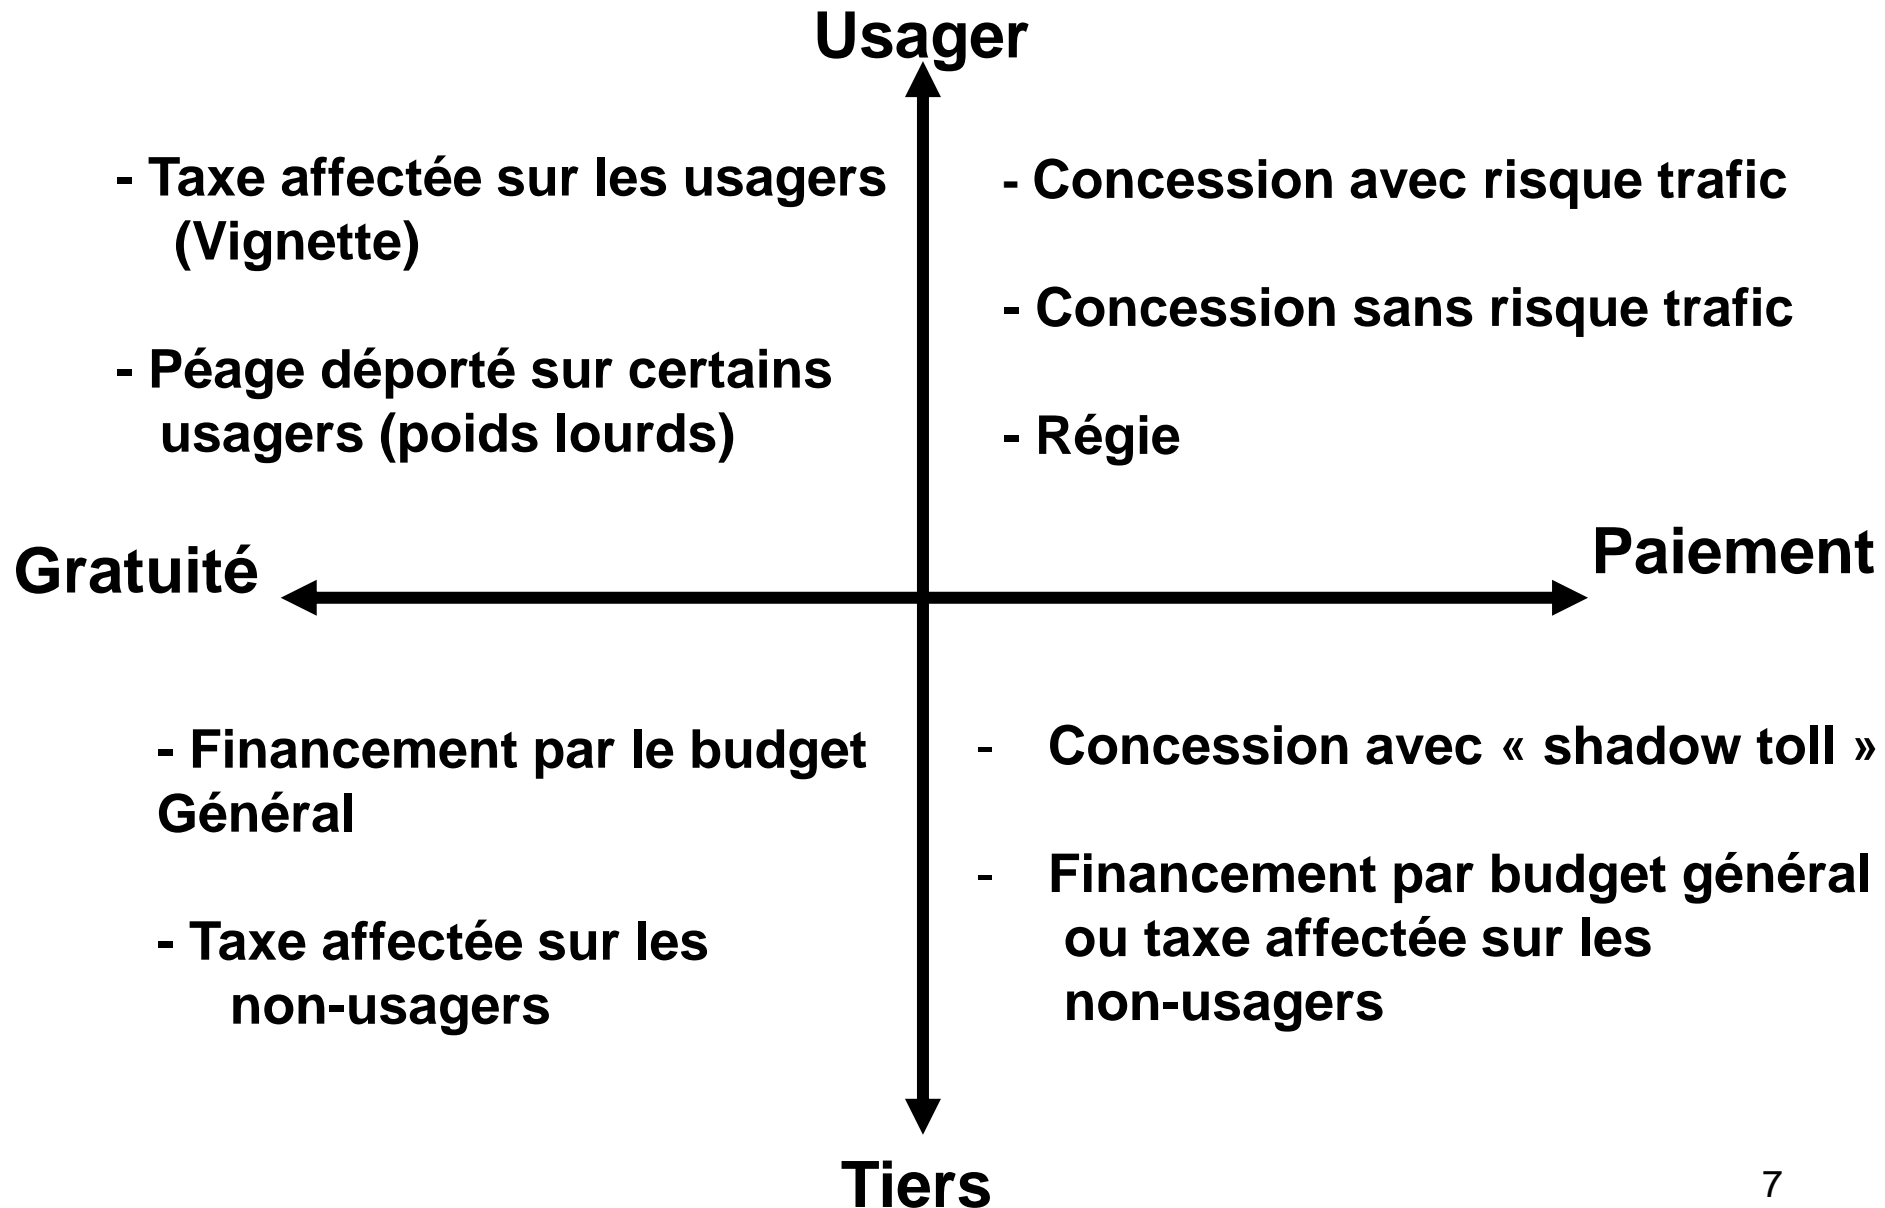 Usager
- Taxe affectée sur les usagers
(Vignette)
- Péage déporté sur certains
usagers (poids lourds)
- Concession avec risque trafic
- Concession sans risque trafic
- Régie
Gratuité
Paiement
- Financement par le budget
Général
- Taxe affectée sur les
non-usagers
- Concession avec « shadow toll »
- Financement par budget général
ou taxe affectée sur les
non-usagers
Tiers
7